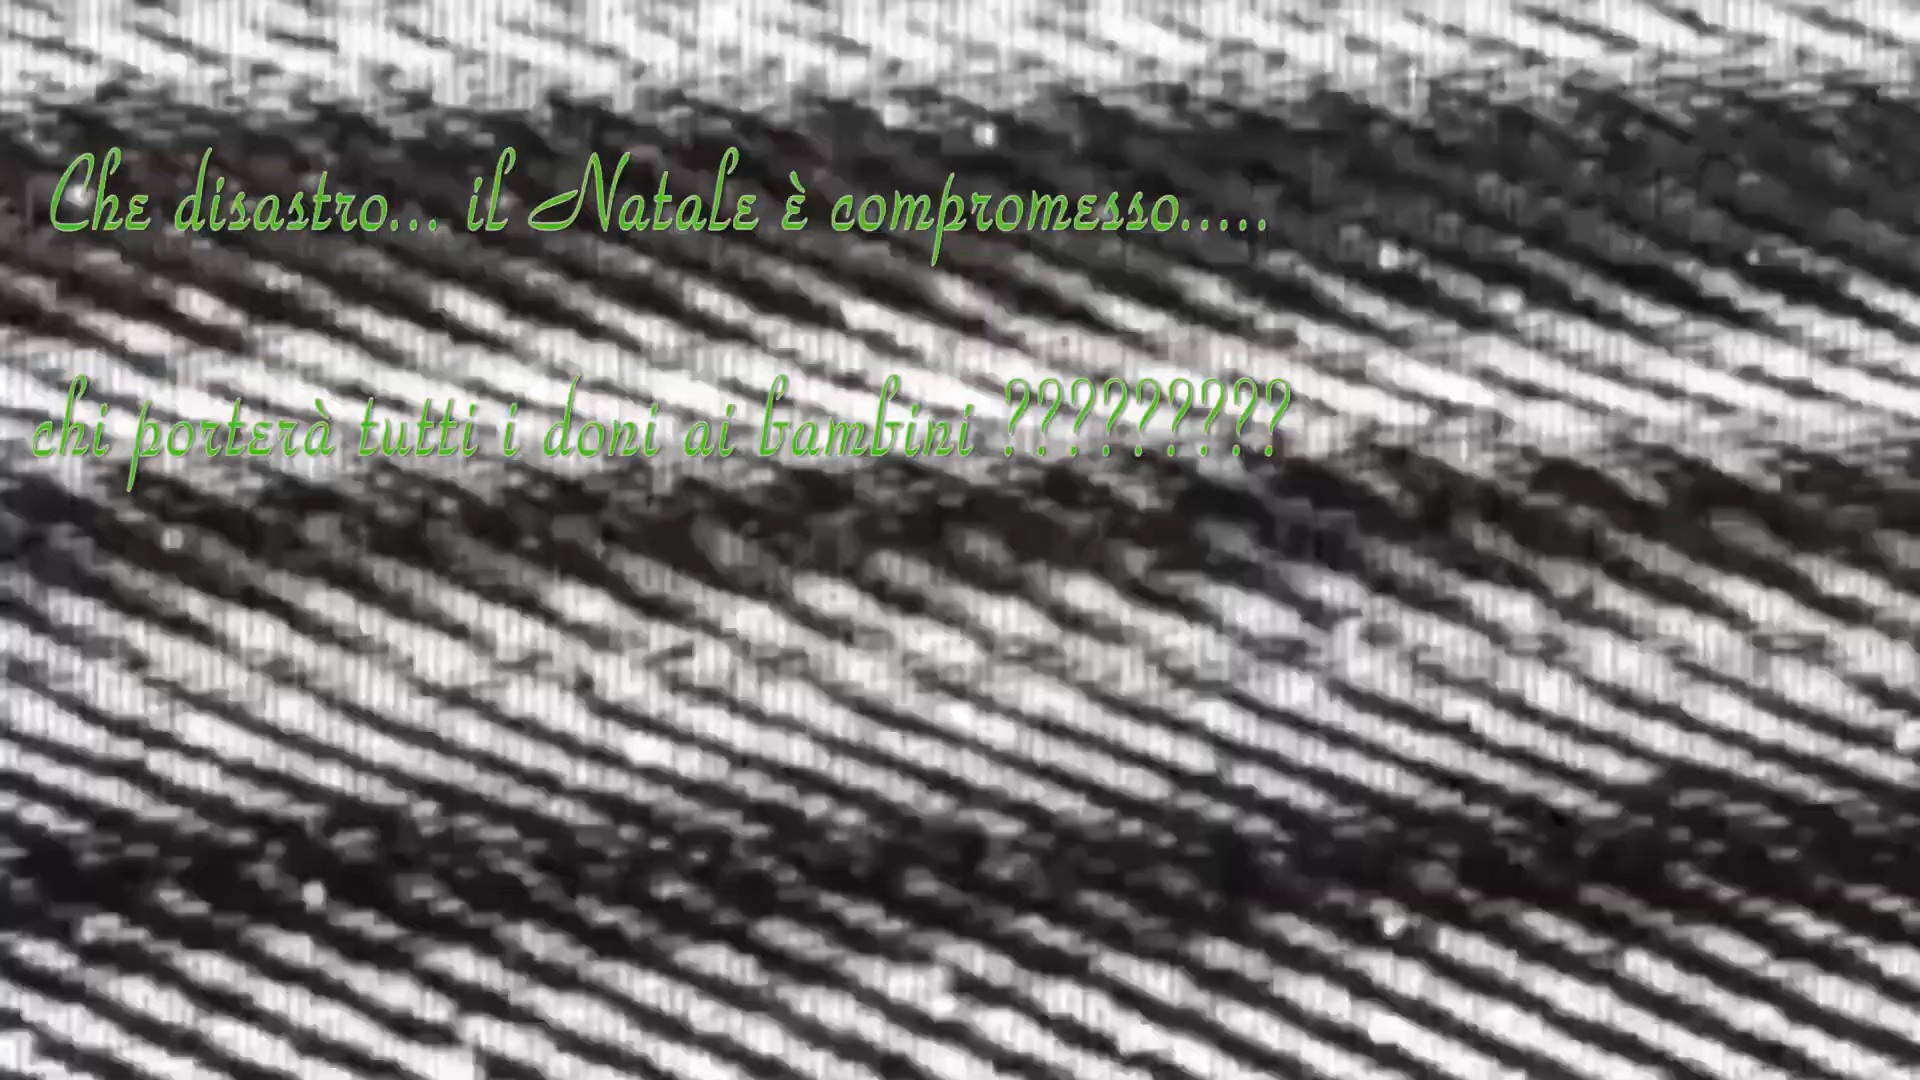 Che disastro... il Natale è compromesso.....
chi porterà tutti i doni ai bambini ?????????